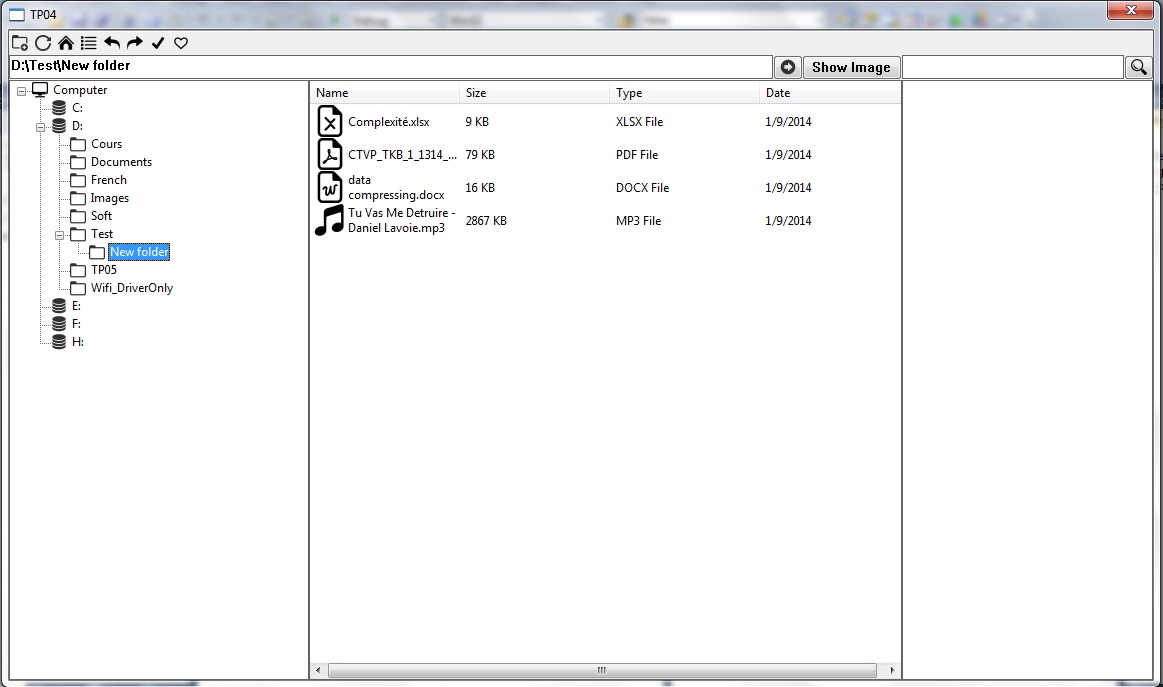 TP04
D:\Test\New folder
Show Image
Computer
C:
D:
Cours
Documents
French
Images
Soft
Test
New folder
TP05
Wifi_DriverOnly
E:
F:
H:
Name Size Type Date
Complexité.xlsx 9 KB XLSX File 1/9/2014
CTVP_TKB_1_1314_... 79 KB PDF File 1/9/2014
data
compressing.docx 16 KB DOCX File 1/9/2014
Tu Vas Me Detruire -
Daniel Lavoie.mp3 2867 KB MP3 File 1/9/2014